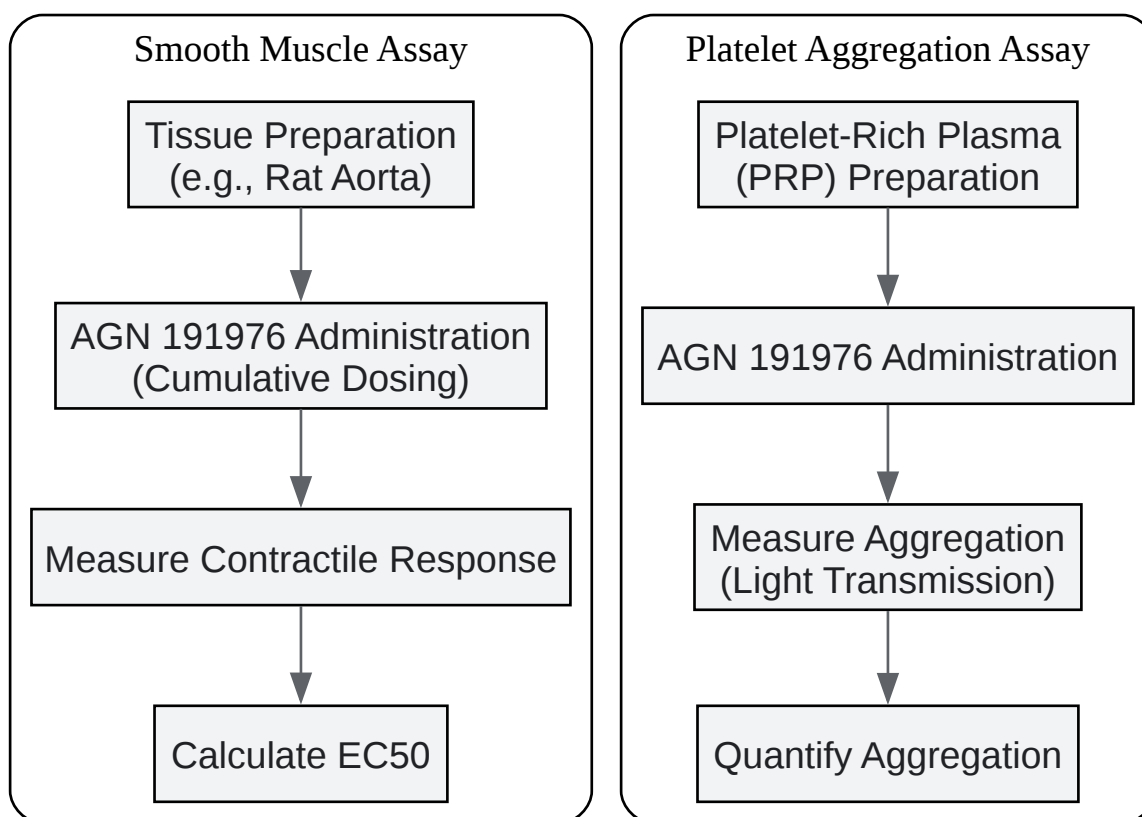 Smooth Muscle Assay
Tissue Preparation
(e.g., Rat Aorta)
AGN 191976 Administration
(Cumulative Dosing)
Measure Contractile Response
Calculate EC50
Platelet Aggregation Assay
Platelet-Rich Plasma
(PRP) Preparation
AGN 191976 Administration
Measure Aggregation
(Light Transmission)
Quantify Aggregation